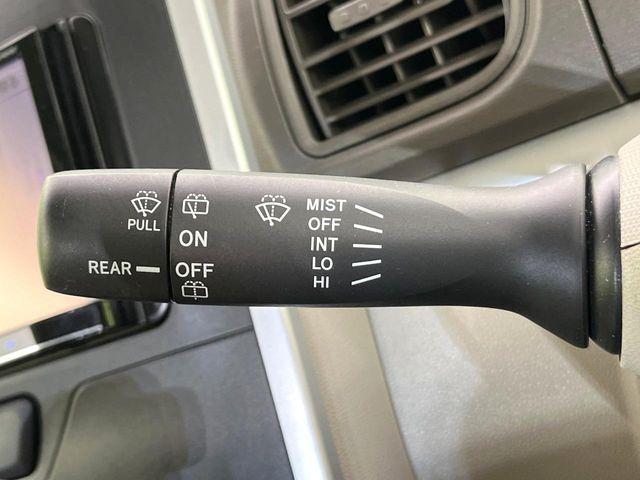 PULL
REAR
ON
OFF
MIST
OFF
INT
LO
HI